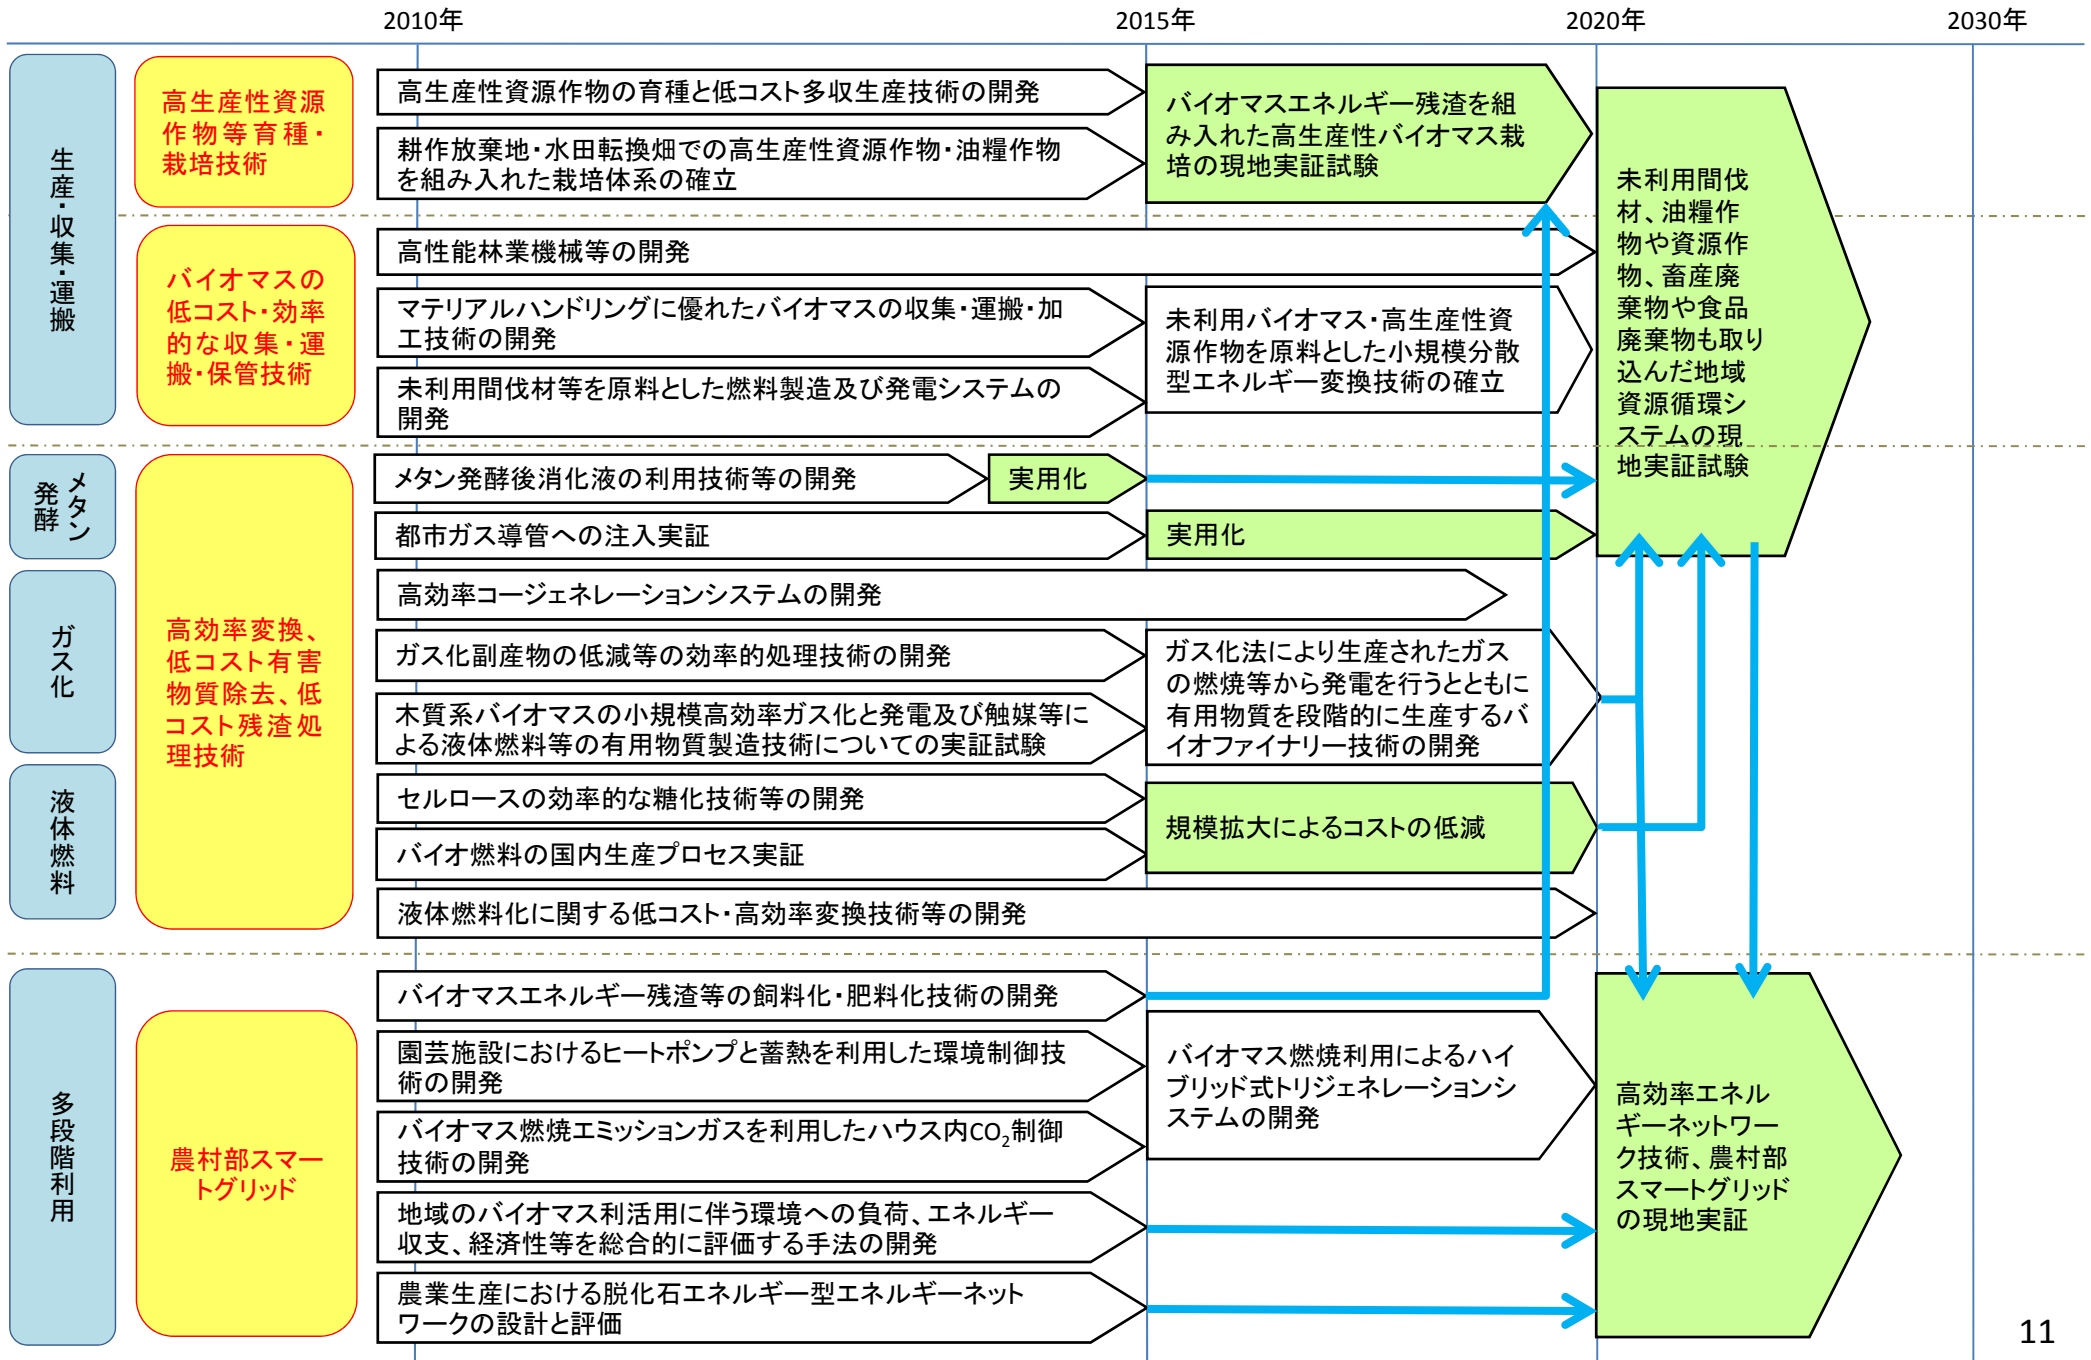 2010年
2015年
2020年
2030年
生産・収集・運搬
高生産性資源
作物等育種・
栽培技術
高生産性資源作物の育種と低コスト多収生産技術の開発
耕作放棄地・水田転換畑での高生産性資源作物・油糧作物
を組み入れた栽培体系の確立
バイオマスエネルギー残渣を組
み入れた高生産性バイオマス栽
培の現地実証試験
バイオマスの
低コスト・効率
的な収集・運
搬・保管技術
高性能林業機械等の開発
マテリアルハンドリングに優れたバイオマスの収集・運搬・加
工技術の開発
未利用間伐材等を原料とした燃料製造及び発電システムの
開発
未利用バイオマス・高生産性資
源作物を原料とした小規模分散
型エネルギー変換技術の確立
未利用間伐
材、油糧作
物や資源作
物、畜産廃
棄物や食品
廃棄物も取り
込んだ地域
資源循環シ
ステムの現
地実証試験
メタン
発酵
高効率変換、
低コスト有害
物質除去、低
コスト残渣処
理技術
メタン発酵後消化液の利用技術等の開発
実用化
都市ガス導管への注入実証
実用化
ガス化
高効率コージェネレーションシステムの開発
ガス化副産物の低減等の効率的処理技術の開発
木質系バイオマスの小規模高効率ガス化と発電及び触媒等に
よる液体燃料等の有用物質製造技術についての実証試験
ガス化法により生産されたガス
の燃焼等から発電を行うとともに
有用物質を段階的に生産するバ
イオファイナリー技術の開発
液体燃料
セルロースの効率的な糖化技術等の開発
バイオ燃料の国内生産プロセス実証
規模拡大によるコストの低減
液体燃料化に関する低コスト・高効率変換技術等の開発
多段階利用
農村部スマー
トグリッド
バイオマスエネルギー残渣等の飼料化・肥料化技術の開発
園芸施設におけるヒートポンプと蓄熱を利用した環境制御技
術の開発
バイオマス燃焼エミッションガスを利用したハウス内CO₂制御
技術の開発
バイオマス燃焼利用によるハイ
ブリッド式トリジェネレーションシ
ステムの開発
地域のバイオマス利活用に伴う環境への負荷、エネルギー
収支、経済性等を総合的に評価する手法の開発
農業生産における脱化石エネルギー型エネルギーネット
ワークの設計と評価
高効率エネル
ギーネットワー
ク技術、農村部
スマートグリッド
の現地実証
11